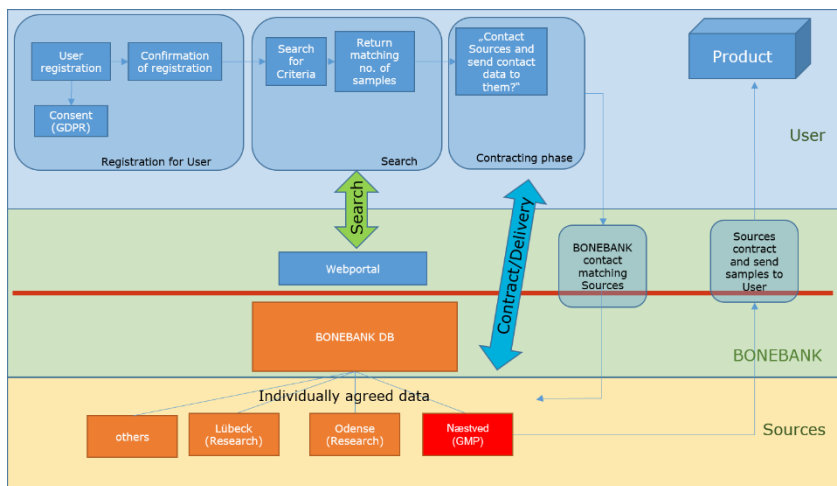 User
registration
Confirmation
of registration
Consent
(GDPR)
Registration for User
Search
for
Criteria
Return
matching
no. of
samples
Search
„Contact
Sources and
send contact
data to
them?“
Contracting phase
Product
User
Search
Contract/Delivery
Webportal
BONEBANK
contact
matching
Sources
Sources
contract
and send
samples to
User
BONEBANK DB
BONEBANK
Individually agreed data
others
Lübeck
(Research)
Odense
(Research)
Næstved
(GMP)
Sources